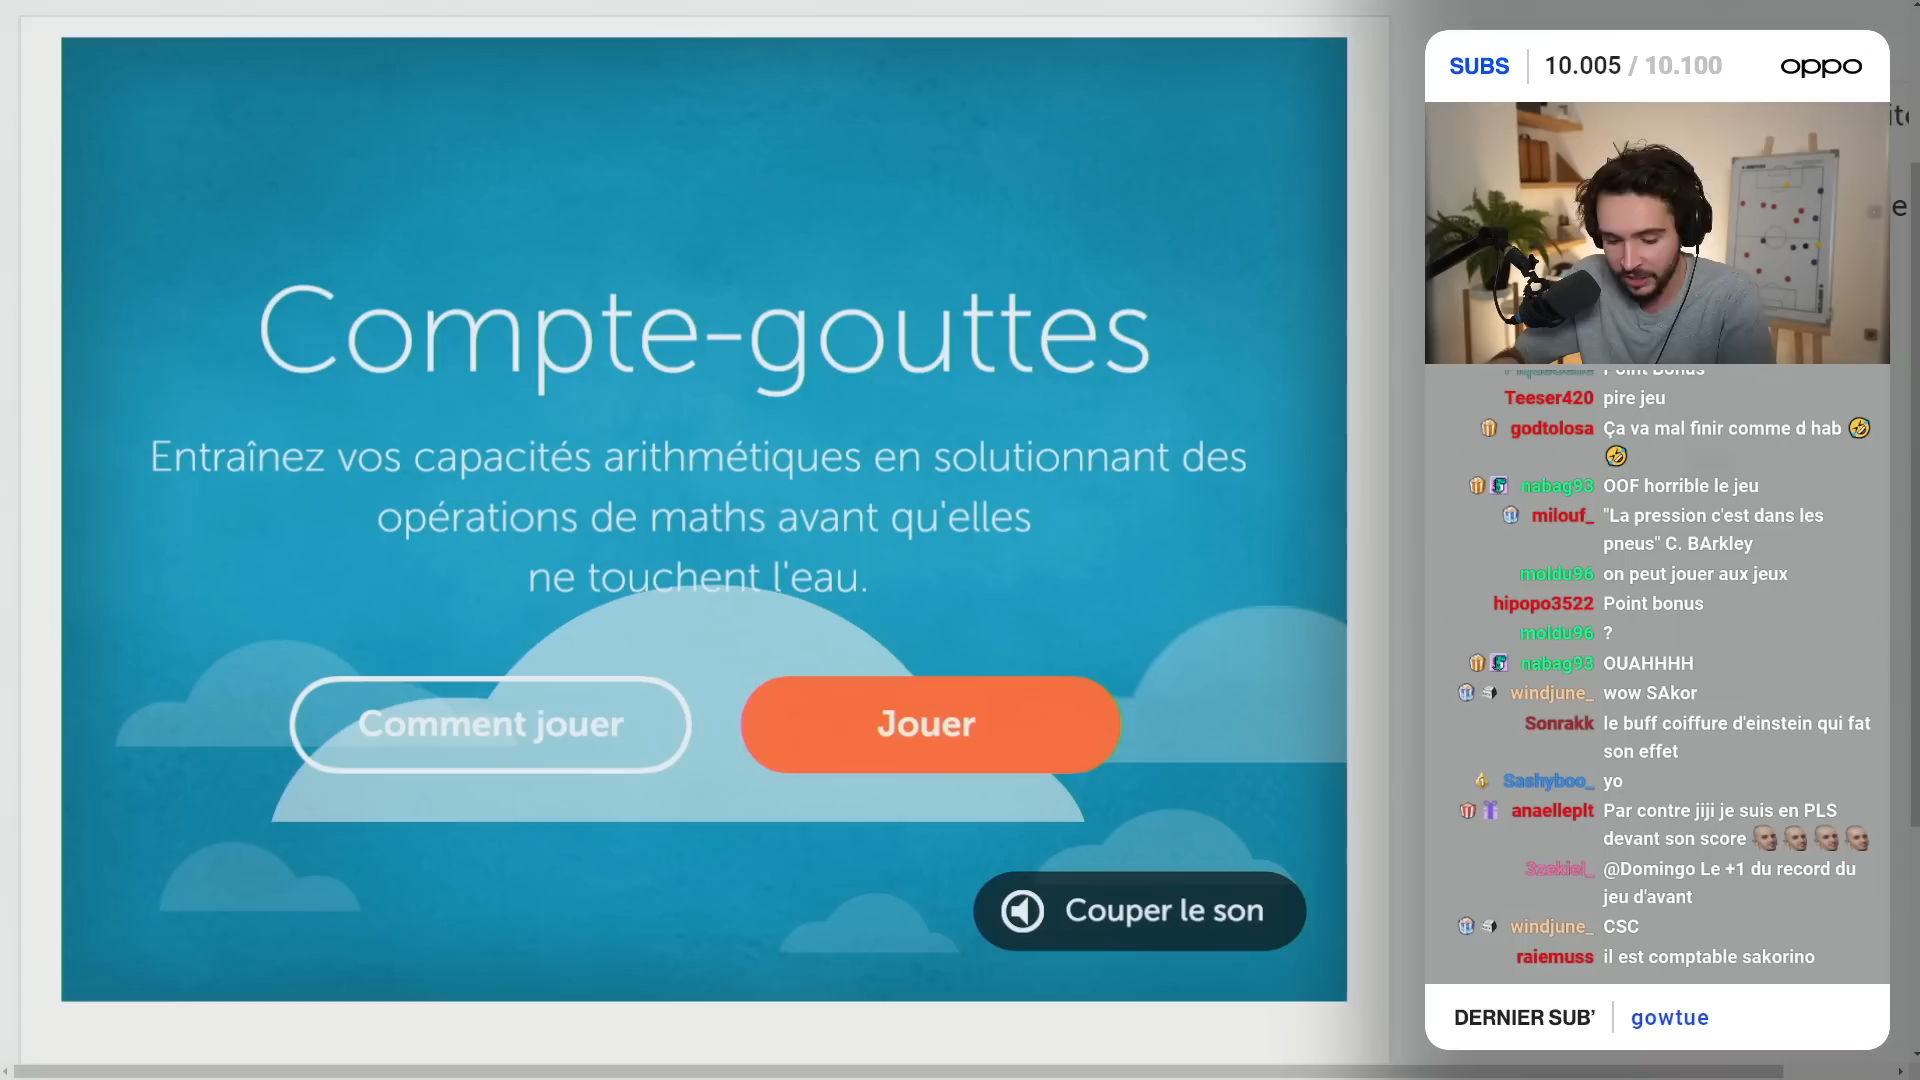 Compte-gouttes
Entraînez vos capacités arithmétiques en solutionnant des
opérations de maths avant qu'elles
ne touchent l'eau.
Comment jouer
Jouer
Couper le son
SUBS 10.005 / 10.100 oppo
Point Bonus
Teeser420 pire jeu
godtolosa Ça va mal finir comme d hab
nabag93 OOF horrible le jeu
milouf_ "La pression c'est dans les
pneus" C. BArkley
moldu96 on peut jouer aux jeux
hipopo3522 Point bonus
moldu96 ?
nabag93 OUAHHHH
windjune_ wow SAkor
Sonrakk le buff coiffure d'einstein qui fat
son effet
Sashyboo_ yo
anaelleplt Par contre jiji je suis en PLS
devant son score
3zekiel_ @Domingo Le +1 du record du
jeu d'avant
windjune_ CSC
raiemuss il est comptable sakorino
DERNIER SUB' gowtue